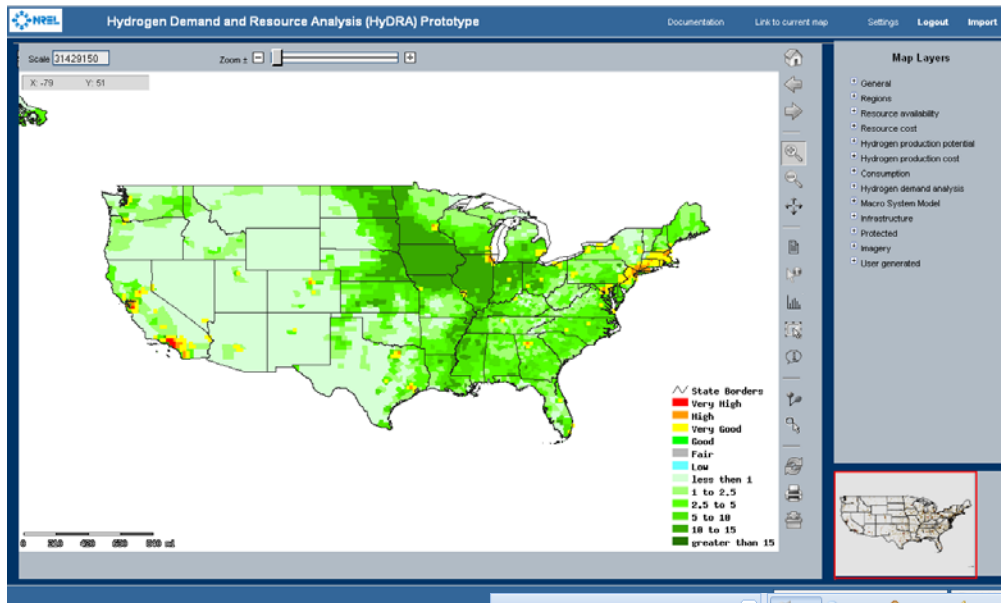 NREL
Hydrogen Demand and Resource Analysis (HyDRA) Prototype
Documentation
Link to current map
Settings
Logout
Import
Scale 31429150
Zoom ±
X: -79 Y: 51
Map Layers
General
Regions
Resource availability
Resource cost
Hydrogen production potential
Hydrogen production cost
Consumption
Hydrogen demand analysis
Macro System Model
Infrastructure
Protected
Imagery
User generated
State Borders
Very High
High
Very Good
Good
Fair
Low
less then 1
1 to 2.5
2.5 to 5
5 to 10
10 to 15
greater than 15